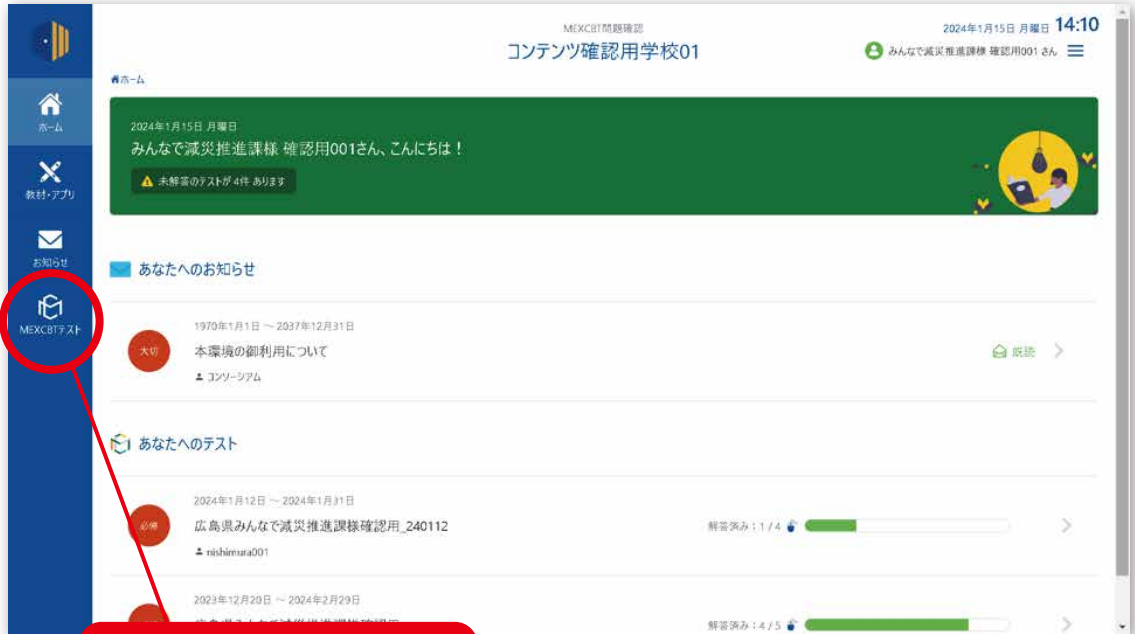 MEXCBT問題確認
コンテンツ確認用学校01
2024年1月15日 月曜日 14:10
みんなで減災推進課様 確認用001 さん
ホーム
ホーム
教材・アプリ
お知らせ
MEXCBTテスト
2024年1月15日 月曜日
みんなで減災推進課様 確認用001さん、こんにちは！
未解答のテストが 4件 あります
あなたへのお知らせ
1970年1月1日 ～ 2037年12月31日
大切
本環境の御利用について
既読
コンソーシアム
あなたへのテスト
2024年1月12日 ～ 2024年1月31日
必修
広島県みんなで減災推進課様確認用_240112
解答済み：1 / 4
nishimura001
2023年12月20日 ～ 2024年2月29日
解答済み：4 / 5